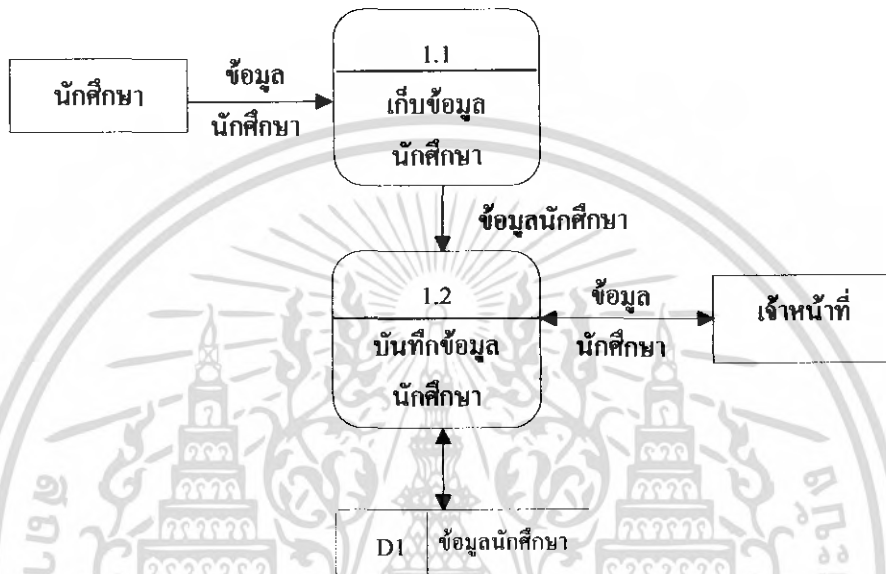 1.1
นักศึกษา
ข้อมูล
นักศึกษา
เก็บข้อมูล
นักศึกษา
ข้อมูลนักศึกษา
1.2
บันทึกข้อมูล
นักศึกษา
ข้อมูล
นักศึกษา
เจ้าหน้าที่
D1
ข้อมูลนักศึกษา